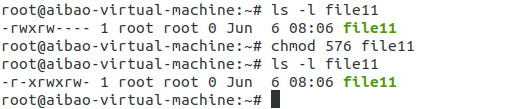 root@aibao-virtual-machine:~# ls -l file11
-rwxrw---- 1 root root 0 Jun  6 08:06 file11
root@aibao-virtual-machine:~# chmod 576 file11
root@aibao-virtual-machine:~# ls -l file11
-r-xrwxrw- 1 root root 0 Jun  6 08:06 file11
root@aibao-virtual-machine:~#